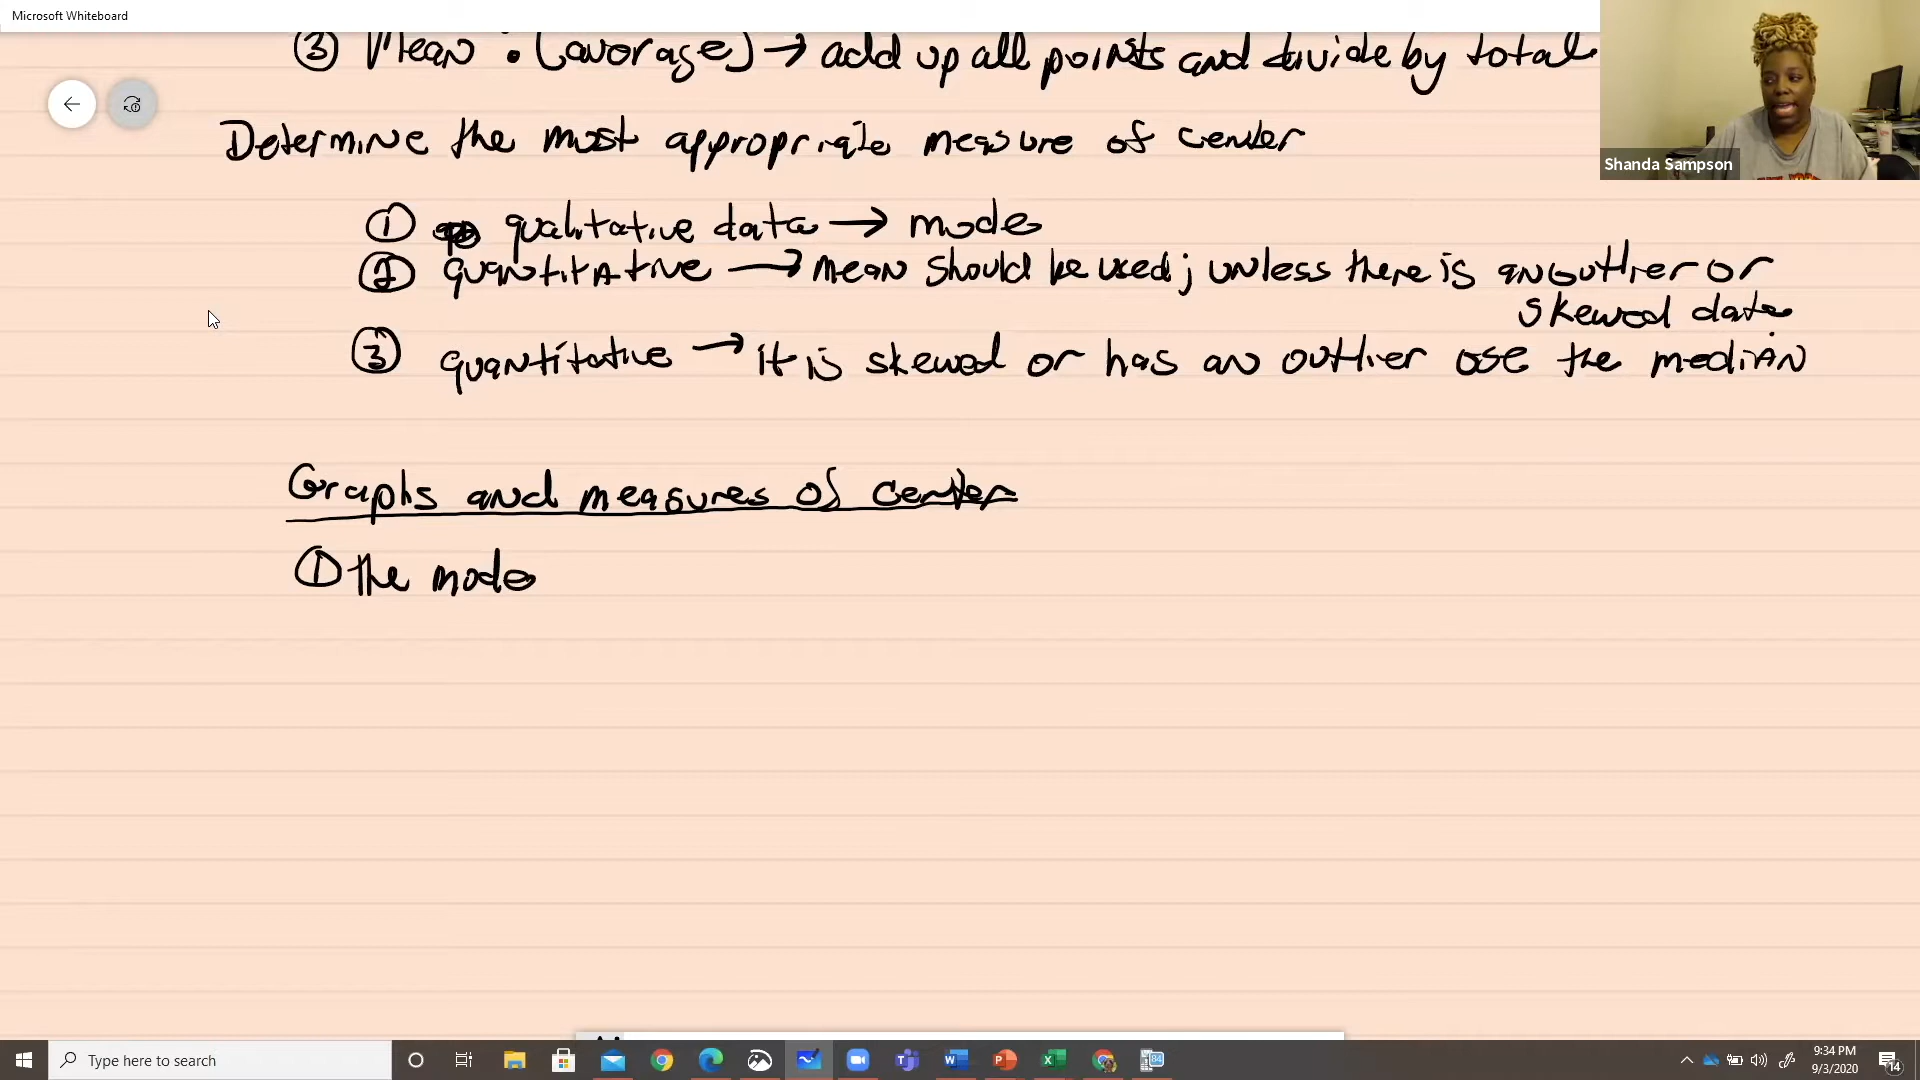 Microsoft Whiteboard
③ Mean : (average) → add up all points and divide by total
Shanda Sampson
Determine the most appropriate measure of center
① qualitative data → mode
② quantitAtive → mean should be used; unless there is an outlier or
skewed data
③ quantitative → it is skewed or has an outlier use the median
Graphs and measures of center
① the mode
Type here to search
84
9:34 PM
9/3/2020
14